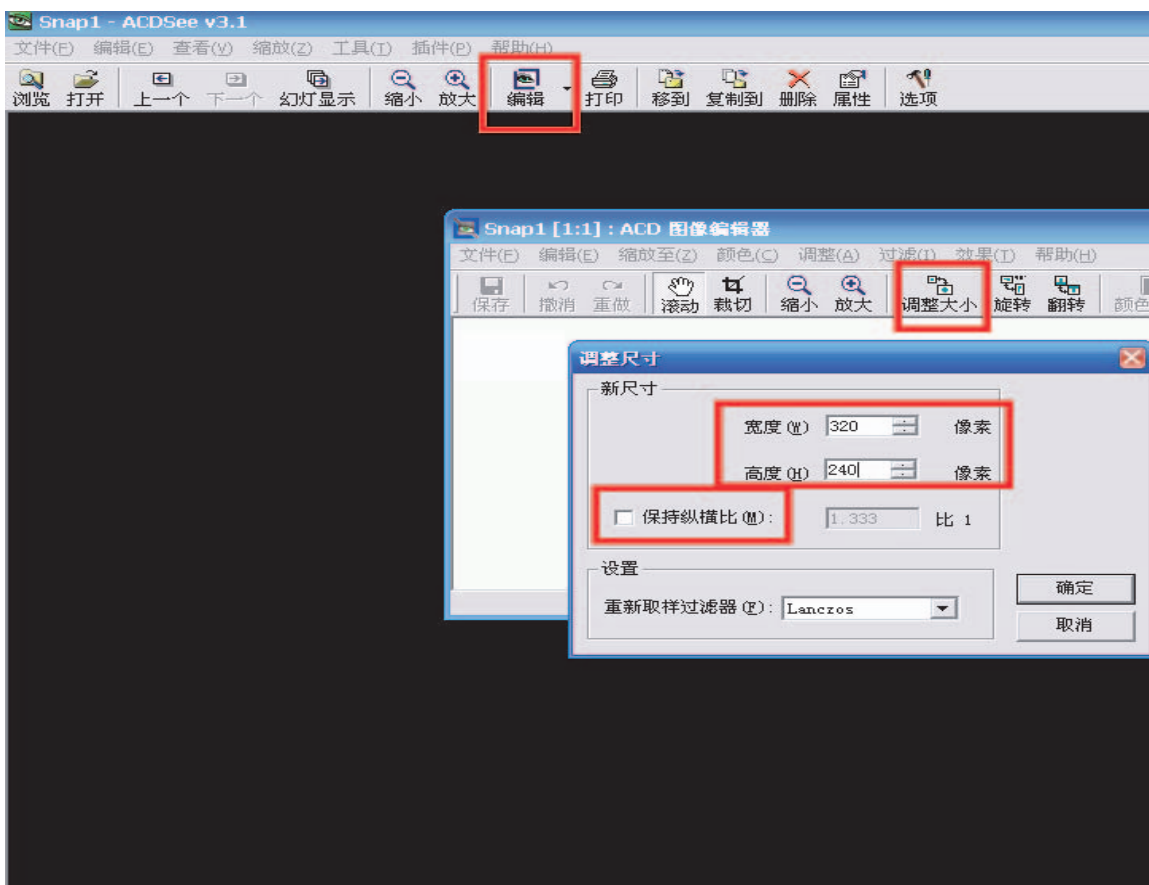 Snap1 - ACDSee v3.1
文件(F) 编辑(E) 查看(V) 缩放(Z) 工具(T) 插件(P) 帮助(H)
浏览 打开 上一个 下一个 幻灯显示 缩小 放大 编辑 打印 移到 复制到 删除 属性 选项
Snap1 [1:1] : ACD 图像编辑器
文件(F) 编辑(E) 缩放至(Z) 颜色(C) 调整(A) 过滤(I) 效果(T) 帮助(H)
保存 撤消 重做 滚动 裁切 缩小 放大 调整大小 旋转 翻转 颜色
调整尺寸
新尺寸
宽度(W) 320 像素
高度(H) 240 像素
保持纵横比(M): 1.333 比 1
设置
重新取样过滤器(F): Lanczos
确定
取消